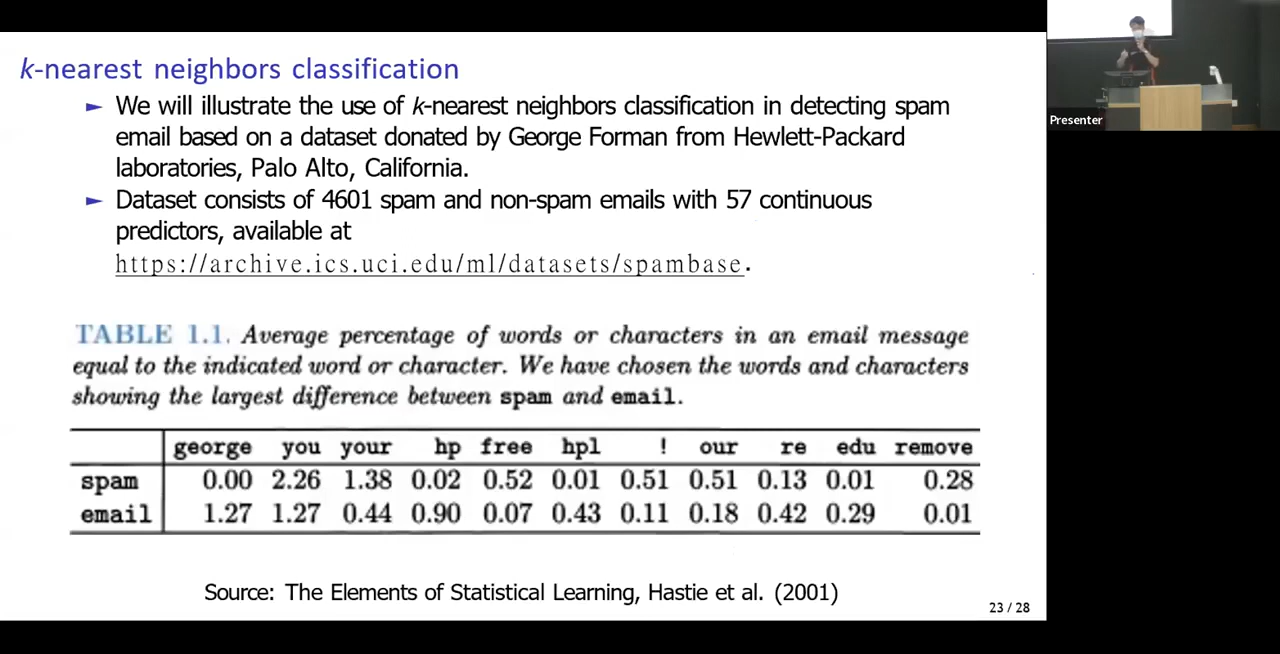 k-nearest neighbors classification
► We will illustrate the use of k-nearest neighbors classification in detecting spam
email based on a dataset donated by George Forman from Hewlett-Packard
laboratories, Palo Alto, California.
► Dataset consists of 4601 spam and non-spam emails with 57 continuous
predictors, available at
https://archive.ics.uci.edu/ml/datasets/spambase.
TABLE 1.1. Average percentage of words or characters in an email message
equal to the indicated word or character. We have chosen the words and characters
showing the largest difference between spam and email.
george you your hp free hpl ! our re edu remove
spam 0.00 2.26 1.38 0.02 0.52 0.01 0.51 0.51 0.13 0.01 0.28
email 1.27 1.27 0.44 0.90 0.07 0.43 0.11 0.18 0.42 0.29 0.01
Source: The Elements of Statistical Learning, Hastie et al. (2001)
23 / 28
Presenter